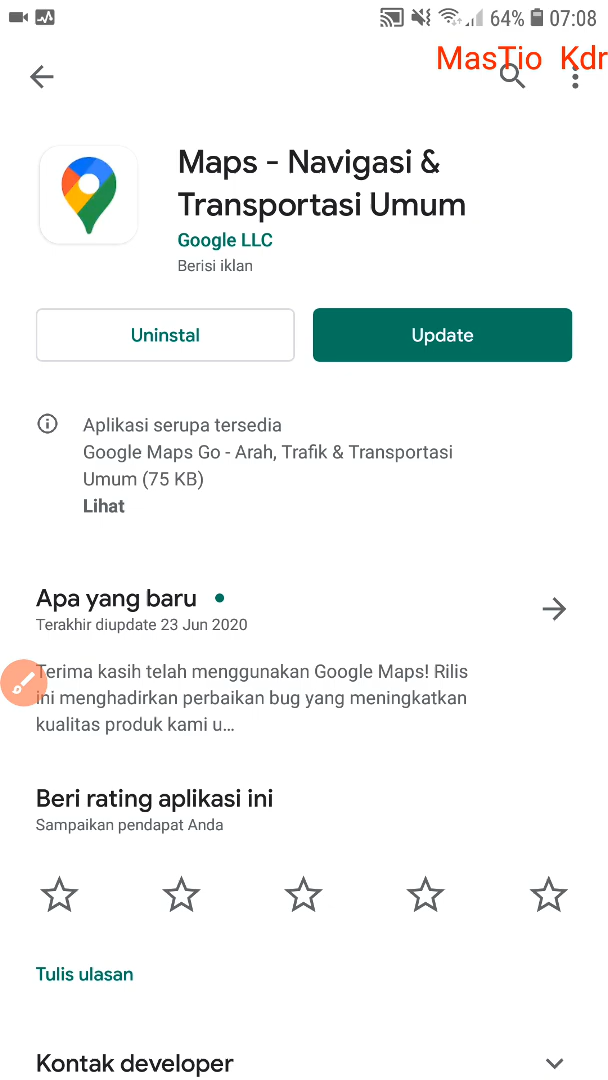 64% 07:08
MasTio Kdr
Maps - Navigasi &
Transportasi Umum
Google LLC
Berisi iklan
Uninstal
Update
Aplikasi serupa tersedia
Google Maps Go - Arah, Trafik & Transportasi
Umum (75 KB)
Lihat
Apa yang baru
Terakhir diupdate 23 Jun 2020
Terima kasih telah menggunakan Google Maps! Rilis
ini menghadirkan perbaikan bug yang meningkatkan
kualitas produk kami u...
Beri rating aplikasi ini
Sampaikan pendapat Anda
Tulis ulasan
Kontak developer